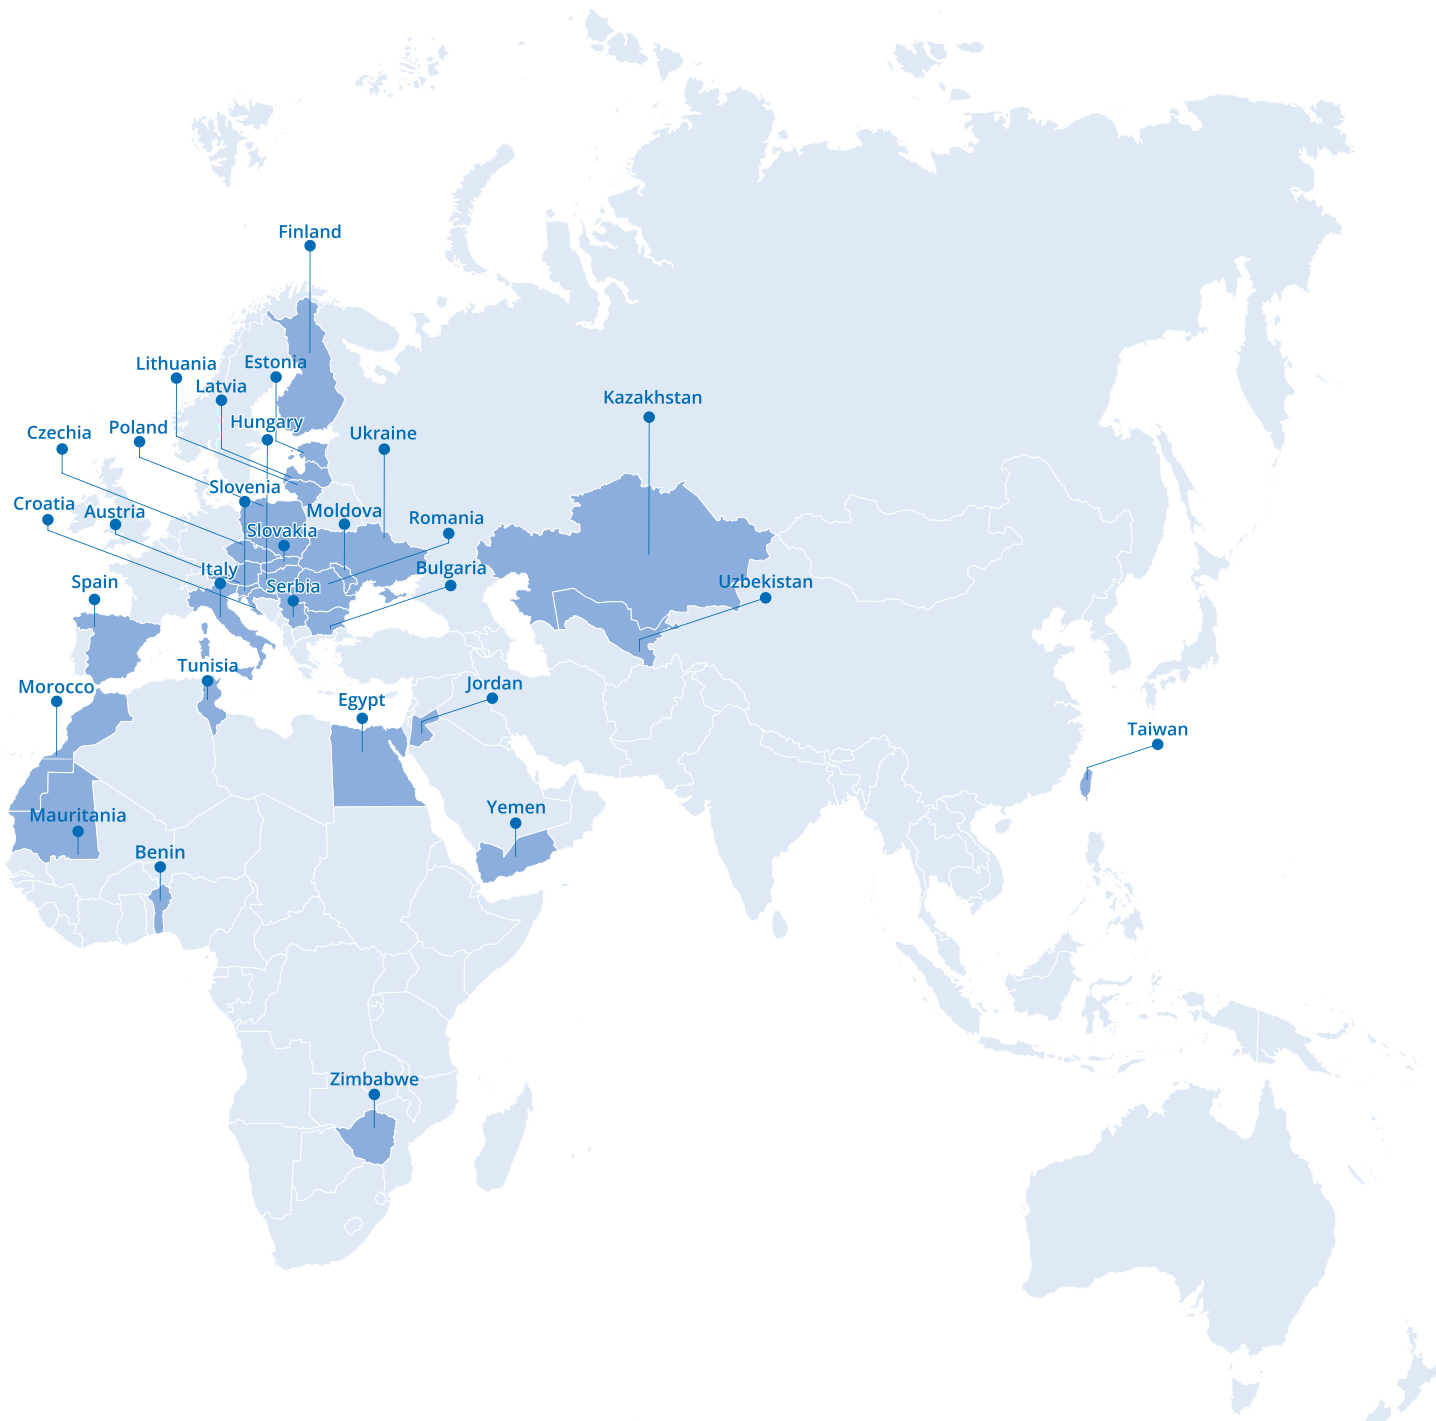 Finland
Lithuania
Estonia
Latvia
Kazakhstan
Hungary
Poland
Czechia
Ukraine
Slovenia
Croatia
Moldova
Austria
Romania
Slovakia
Bulgaria
Italy
Spain
Uzbekistan
Serbia
Tunisia
Jordan
Morocco
Egypt
Taiwan
Yemen
Mauritania
Benin
Zimbabwe